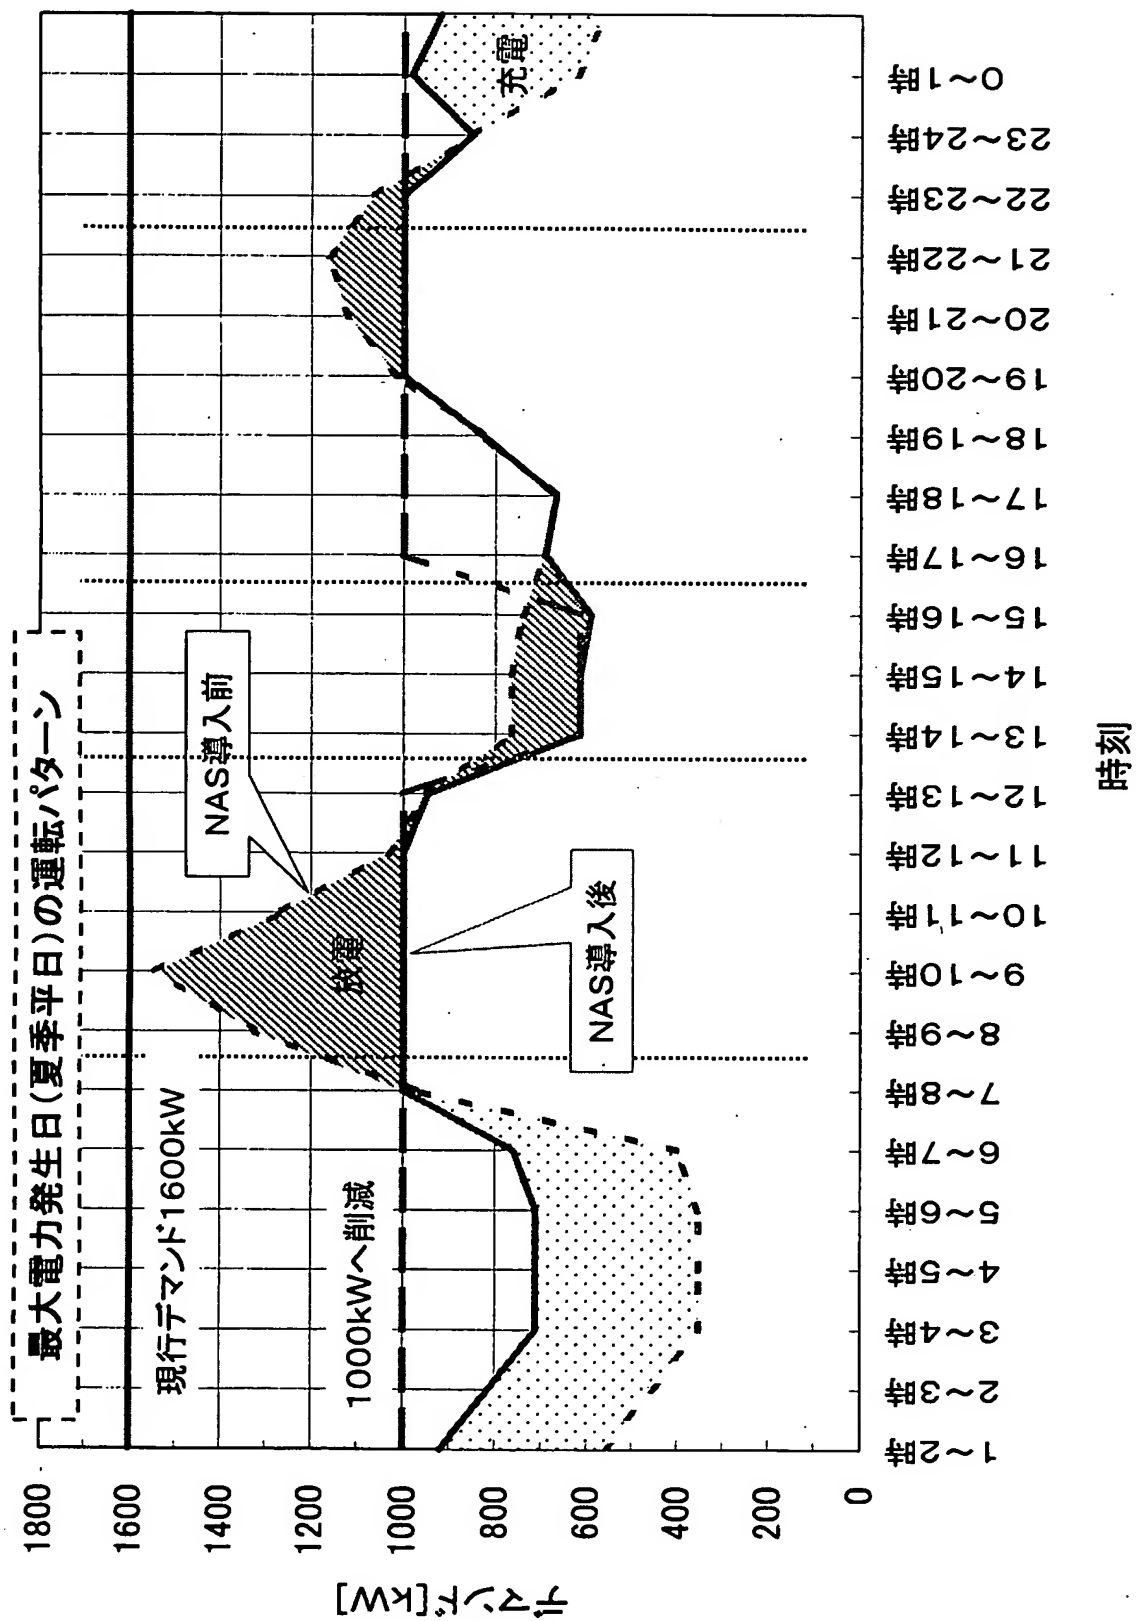 最大電力発生日(夏季平日)の運転パターン
現行デマンド1600kW
1000kWへ削減
NAS導入前
NAS導入後
放電
充電
デマンド[kW]
1800
1600
1400
1200
1000
800
600
400
200
0
1〜2時
2〜3時
3〜4時
4〜5時
5〜6時
6〜7時
7〜8時
8〜9時
9〜10時
10〜11時
11〜12時
12〜13時
13〜14時
14〜15時
15〜16時
16〜17時
17〜18時
18〜19時
19〜20時
20〜21時
21〜22時
22〜23時
23〜24時
0〜1時
時刻